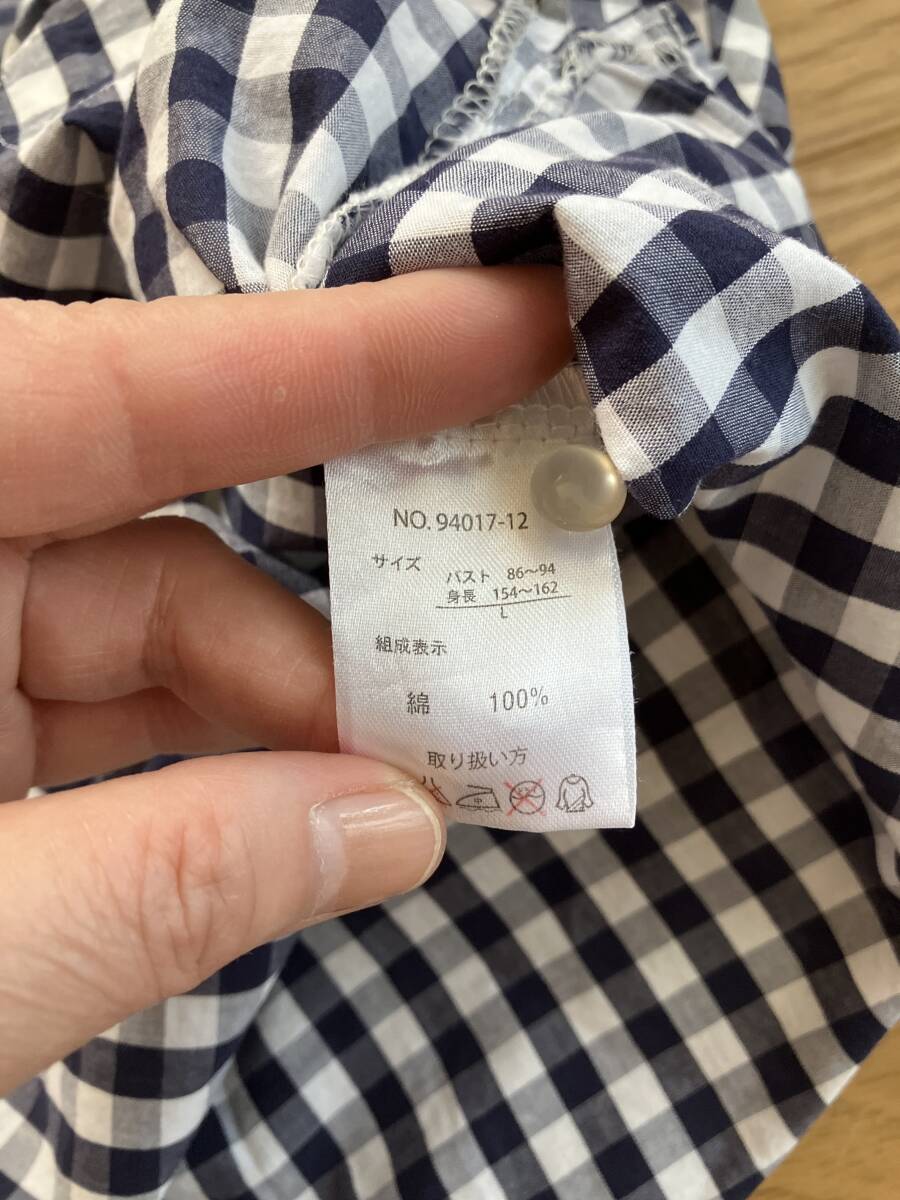 NO. 94017-12
サイズ
バスト 86～94
身長 154～162
L
組成表示
綿 100%
取り扱い方
中